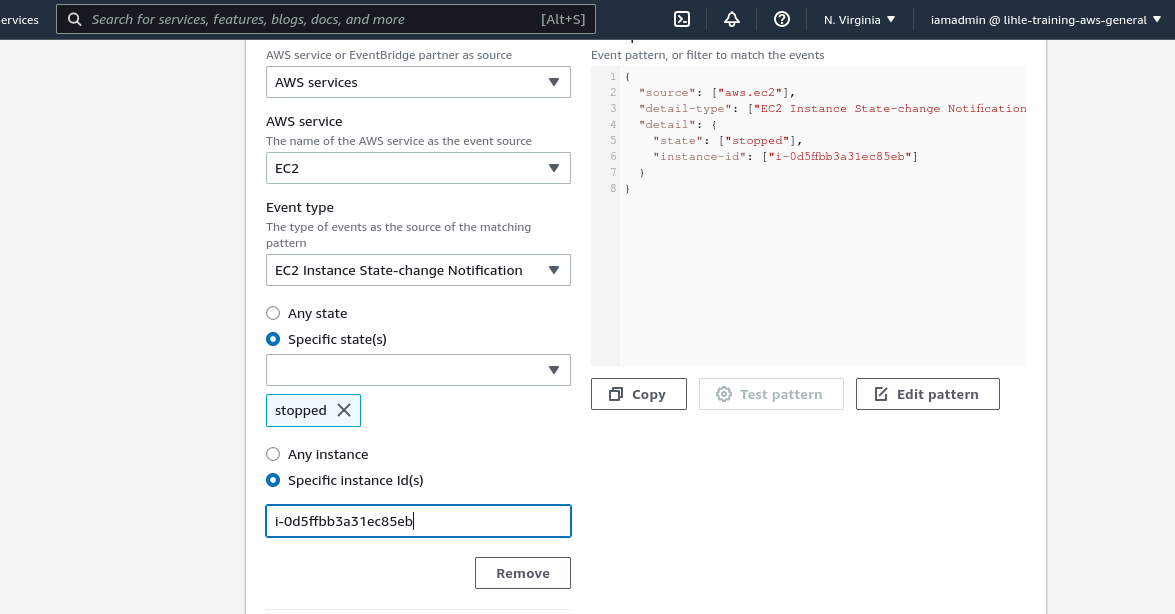 ervices
Search for services, features, blogs, docs, and more
[Alt+S]
N. Virginia
iamadmin @ lihle-training-aws-general
AWS service or EventBridge partner as source
AWS services
AWS service
The name of the AWS service as the event source
EC2
Event type
The type of events as the source of the matching
pattern
EC2 Instance State-change Notification
Any state
Specific state(s)
stopped
Any instance
Specific instance Id(s)
i-0d5ffbb3a31ec85eb
Remove
Event pattern, or filter to match the events
1 {
2 "source": ["aws.ec2"],
3 "detail-type": ["EC2 Instance State-change Notification
4 "detail": {
5 "state": ["stopped"],
6 "instance-id": ["i-0d5ffbb3a31ec85eb"]
7 }
8 }
Copy
Test pattern
Edit pattern